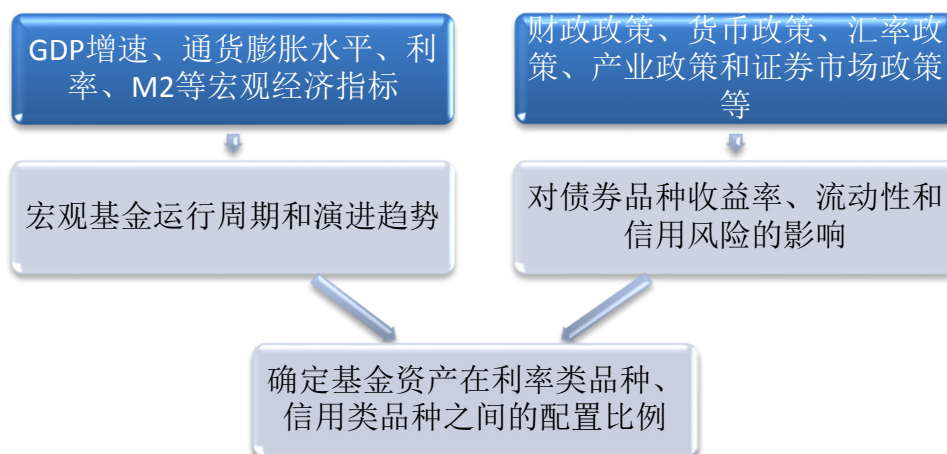 GDP增速、通货膨胀水平、利
率、M2等宏观经济指标
财政政策、货币政策、汇率政
策、产业政策和证券市场政策
等
宏观基金运行周期和演进趋势
对债券品种收益率、流动性和
信用风险的影响
确定基金资产在利率类品种、
信用类品种之间的配置比例